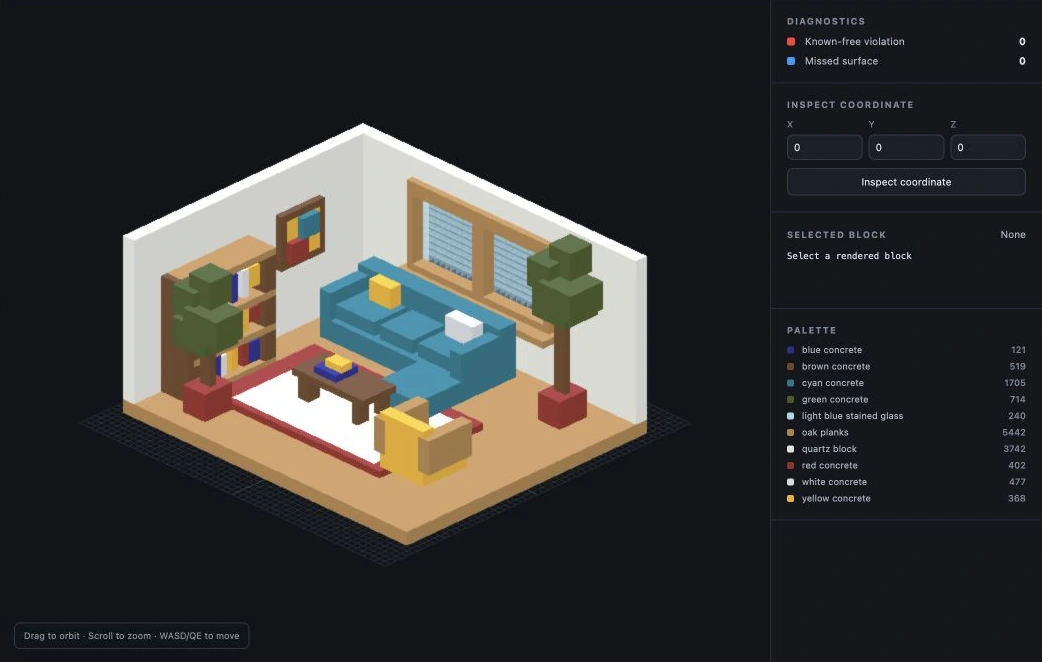 DIAGNOSTICS
Known-free violation 0
Missed surface 0
INSPECT COORDINATE
X Y Z
0 0 0
Inspect coordinate
SELECTED BLOCK None
Select a rendered block
PALETTE
blue concrete 121
brown concrete 519
cyan concrete 1705
green concrete 714
light blue stained glass 240
oak planks 5442
quartz block 3742
red concrete 402
white concrete 477
yellow concrete 368
Drag to orbit · Scroll to zoom · WASD/QE to move